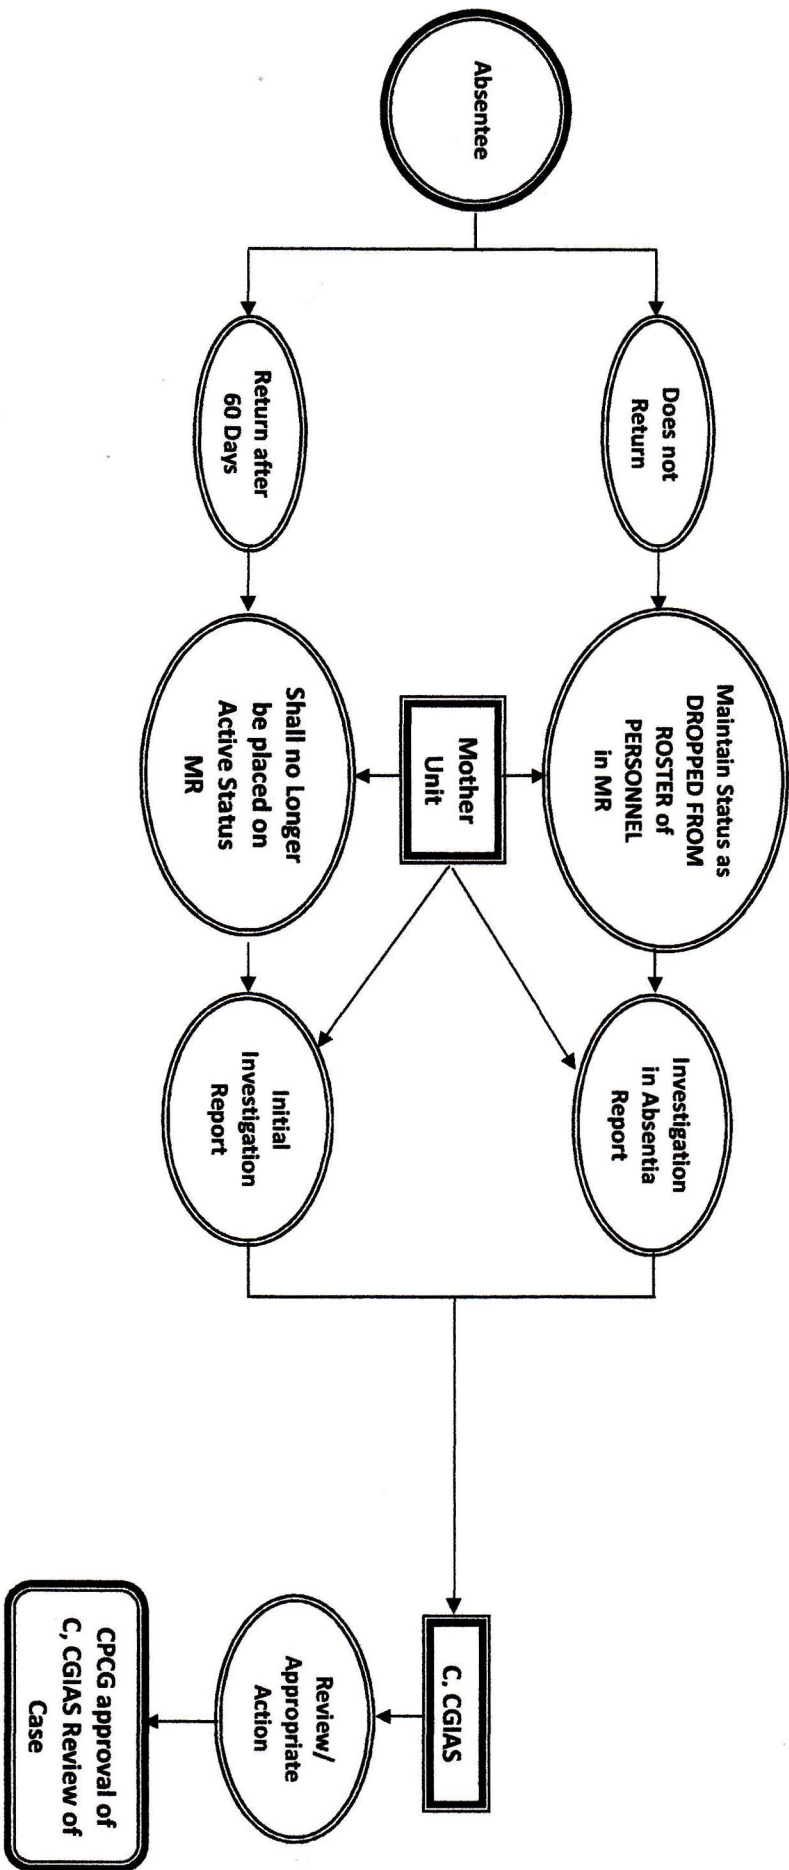 Absentee
Does not
Return
Return after
60 Days
Maintain Status as
DROPPED FROM
ROSTER of
PERSONNEL
in MR
Mother
Unit
Shall no Longer
be placed on
Active Status
MR
Investigation
in Absentia
Report
Initial
Investigation
Report
C, CGIAS
Review/
Appropriate
Action
CPCG approval of
C, CGIAS Review of
Case